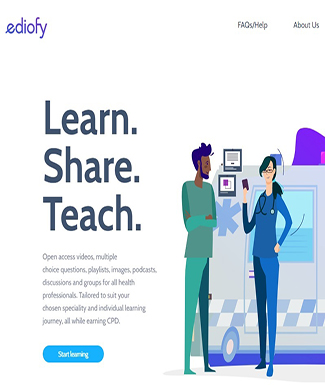 ediofy
FAQs/Help
About Us
Learn.
Share.
Teach.
Open access videos, multiple
choice questions, playlists, images, podcasts,
discussions and groups for all health
professionals. Tailored to suit your
chosen speciality and individual learning
journey, all while earning CPD.
Start learning